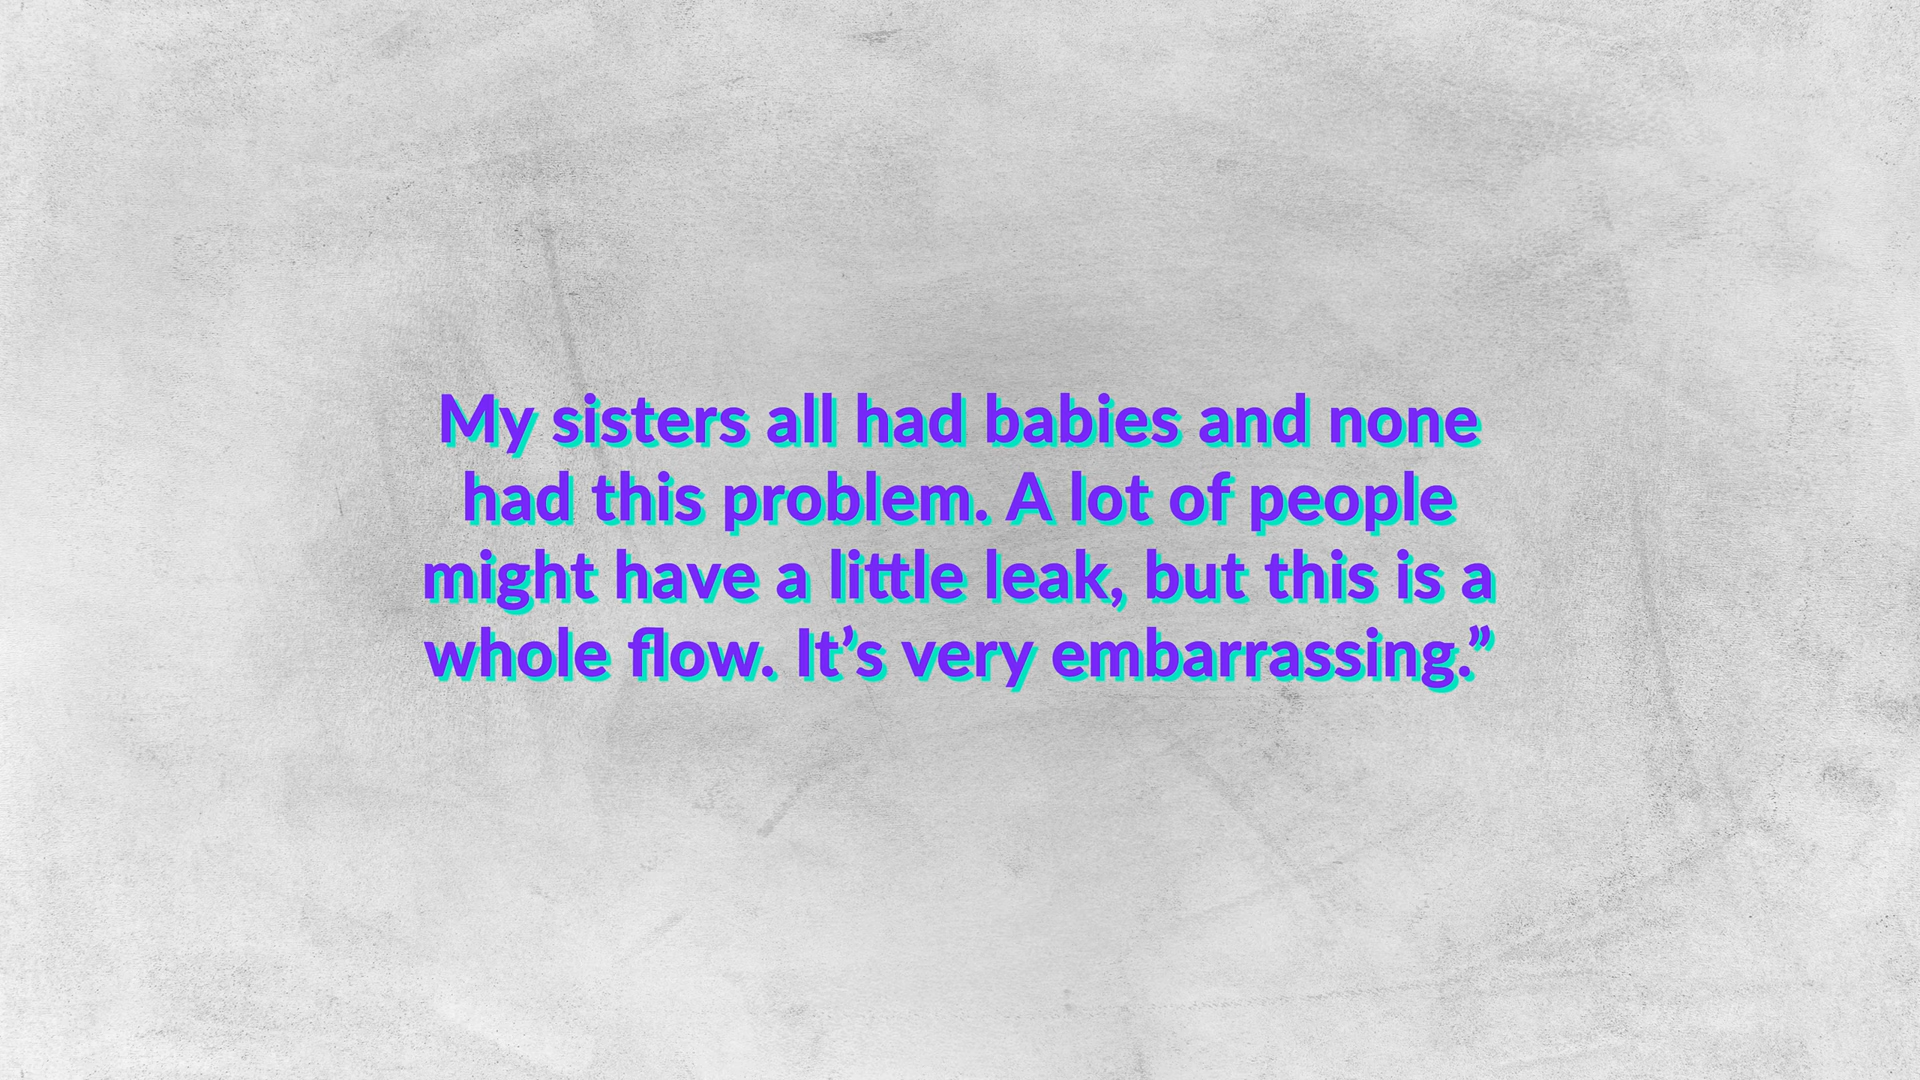 My sisters all had babies and none
had this problem. A lot of people
might have a little leak, but this is a
whole flow. It’s very embarrassing.”